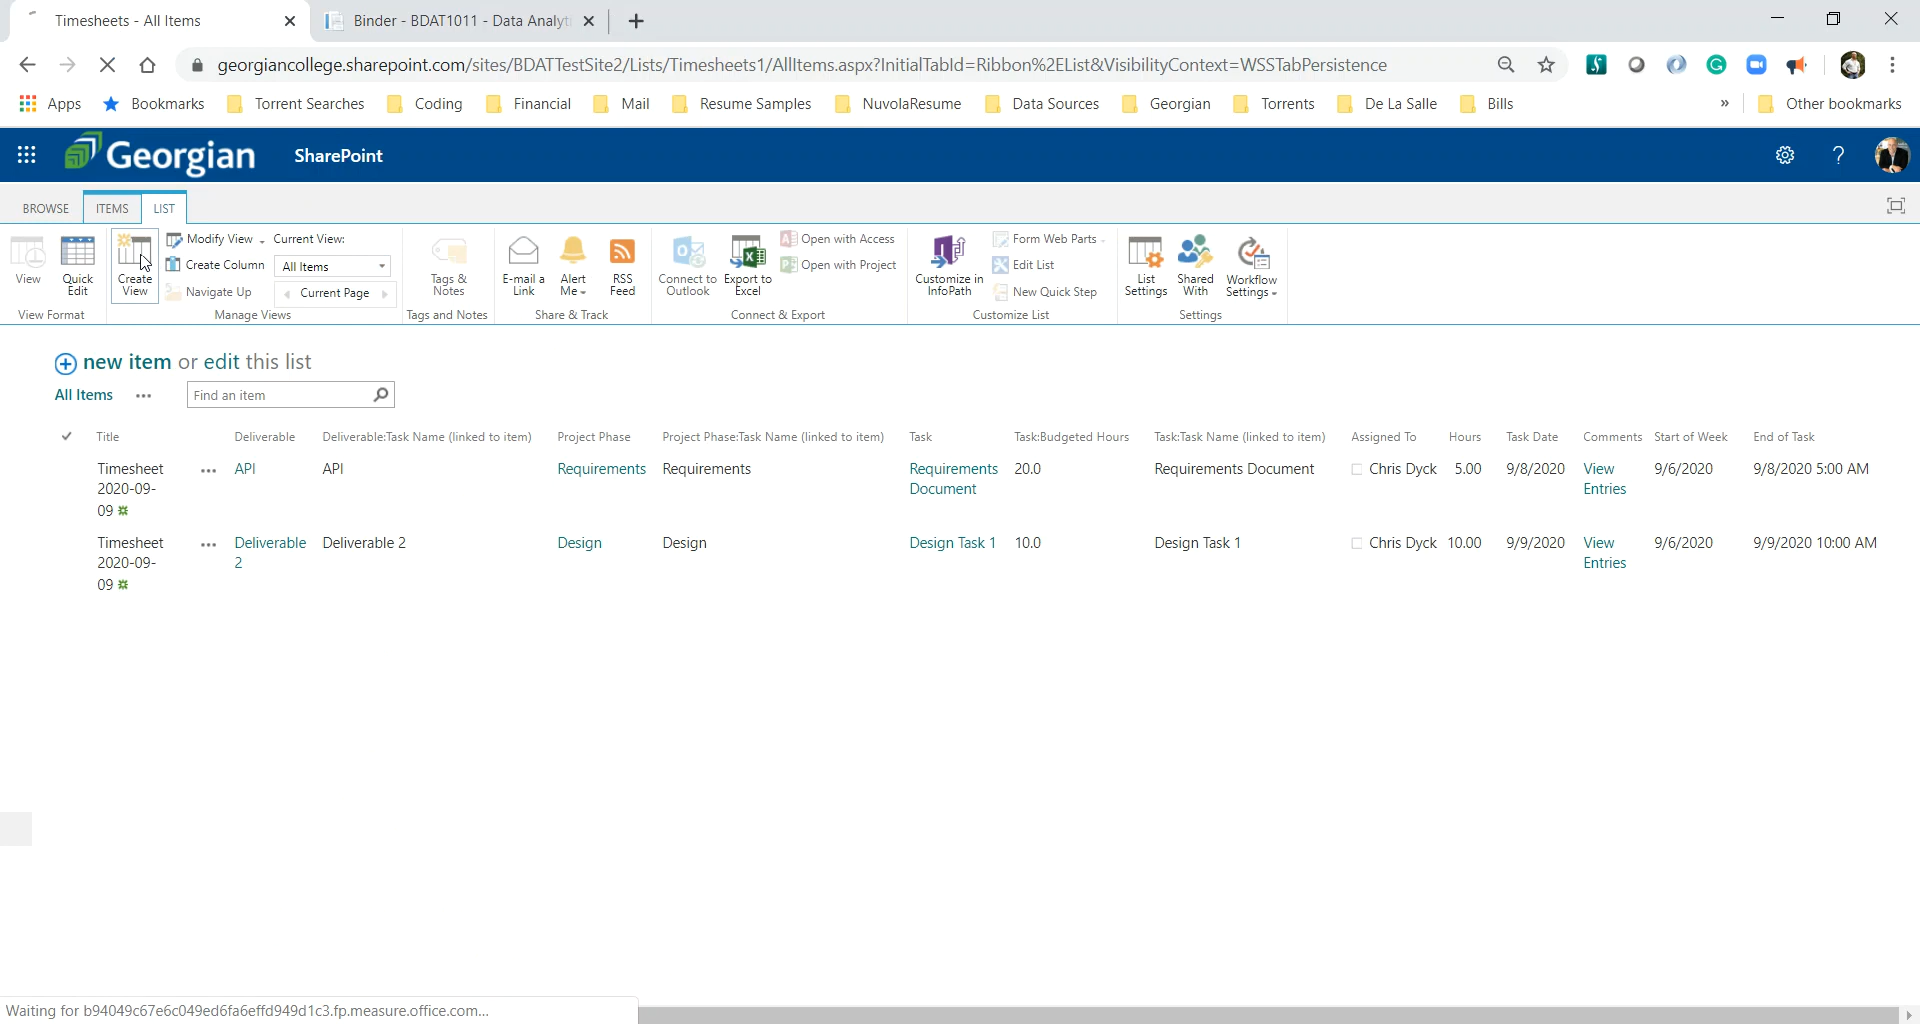 Timesheets - All Items
Binder - BDAT1011 - Data Analyt
georgiancollege.sharepoint.com/sites/BDATTestSite2/Lists/Timesheets1/AllItems.aspx?InitialTabId=Ribbon%2EList&VisibilityContext=WSSTabPersistence
Apps Bookmarks Torrent Searches Coding Financial Mail Resume Samples NuvolaResume Data Sources Georgian Torrents De La Salle Bills » Other bookmarks
Georgian SharePoint ?
BROWSE ITEMS LIST
View
Quick
Edit
View Format
Create
View
Modify View
Create Column
Navigate Up
Current View:
All Items
Current Page
Manage Views
Tags &
Notes
Tags and Notes
E-mail a
Link
Alert
Me
RSS
Feed
Share & Track
Connect to
Outlook
Export to
Excel
Open with Access
Open with Project
Connect & Export
Customize in
InfoPath
Form Web Parts
Edit List
New Quick Step
Customize List
List
Settings
Shared
With
Workflow
Settings
Settings
new item or edit this list
All Items ... Find an item
Title Deliverable Deliverable:Task Name (linked to item) Project Phase Project Phase:Task Name (linked to item) Task Task:Budgeted Hours Task:Task Name (linked to item) Assigned To Hours Task Date Comments Start of Week End of Task
Timesheet ... API API Requirements Requirements Requirements 20.0 Requirements Document Chris Dyck 5.00 9/8/2020 View 9/6/2020 9/8/2020 5:00 AM
2020-09- Document Entries
09
Timesheet ... Deliverable Deliverable 2 Design Design Design Task 1 10.0 Design Task 1 Chris Dyck 10.00 9/9/2020 View 9/6/2020 9/9/2020 10:00 AM
2020-09- 2 Entries
09
Waiting for b94049c67e6c049ed6fa6effd949d1c3.fp.measure.office.com...